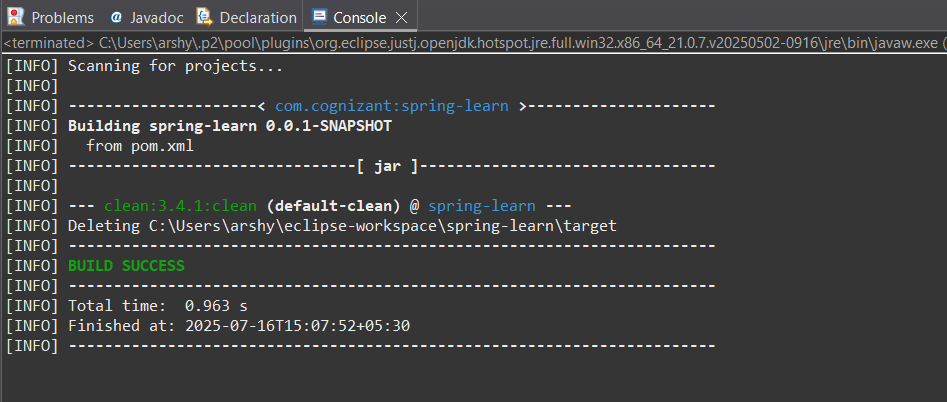 Problems @ Javadoc Declaration Console
<terminated> C:\Users\arshy\.p2\pool\plugins\org.eclipse.justj.openjdk.hotspot.jre.full.win32.x86_64_21.0.7.v20250502-0916\jre\bin\javaw.exe (
[INFO] Scanning for projects...
[INFO]
[INFO] ---------------------< com.cognizant:spring-learn >---------------------
[INFO] Building spring-learn 0.0.1-SNAPSHOT
[INFO]   from pom.xml
[INFO] --------------------------------[ jar ]---------------------------------
[INFO]
[INFO] --- clean:3.4.1:clean (default-clean) @ spring-learn ---
[INFO] Deleting C:\Users\arshy\eclipse-workspace\spring-learn\target
[INFO] ------------------------------------------------------------------------
[INFO] BUILD SUCCESS
[INFO] ------------------------------------------------------------------------
[INFO] Total time:  0.963 s
[INFO] Finished at: 2025-07-16T15:07:52+05:30
[INFO] ------------------------------------------------------------------------